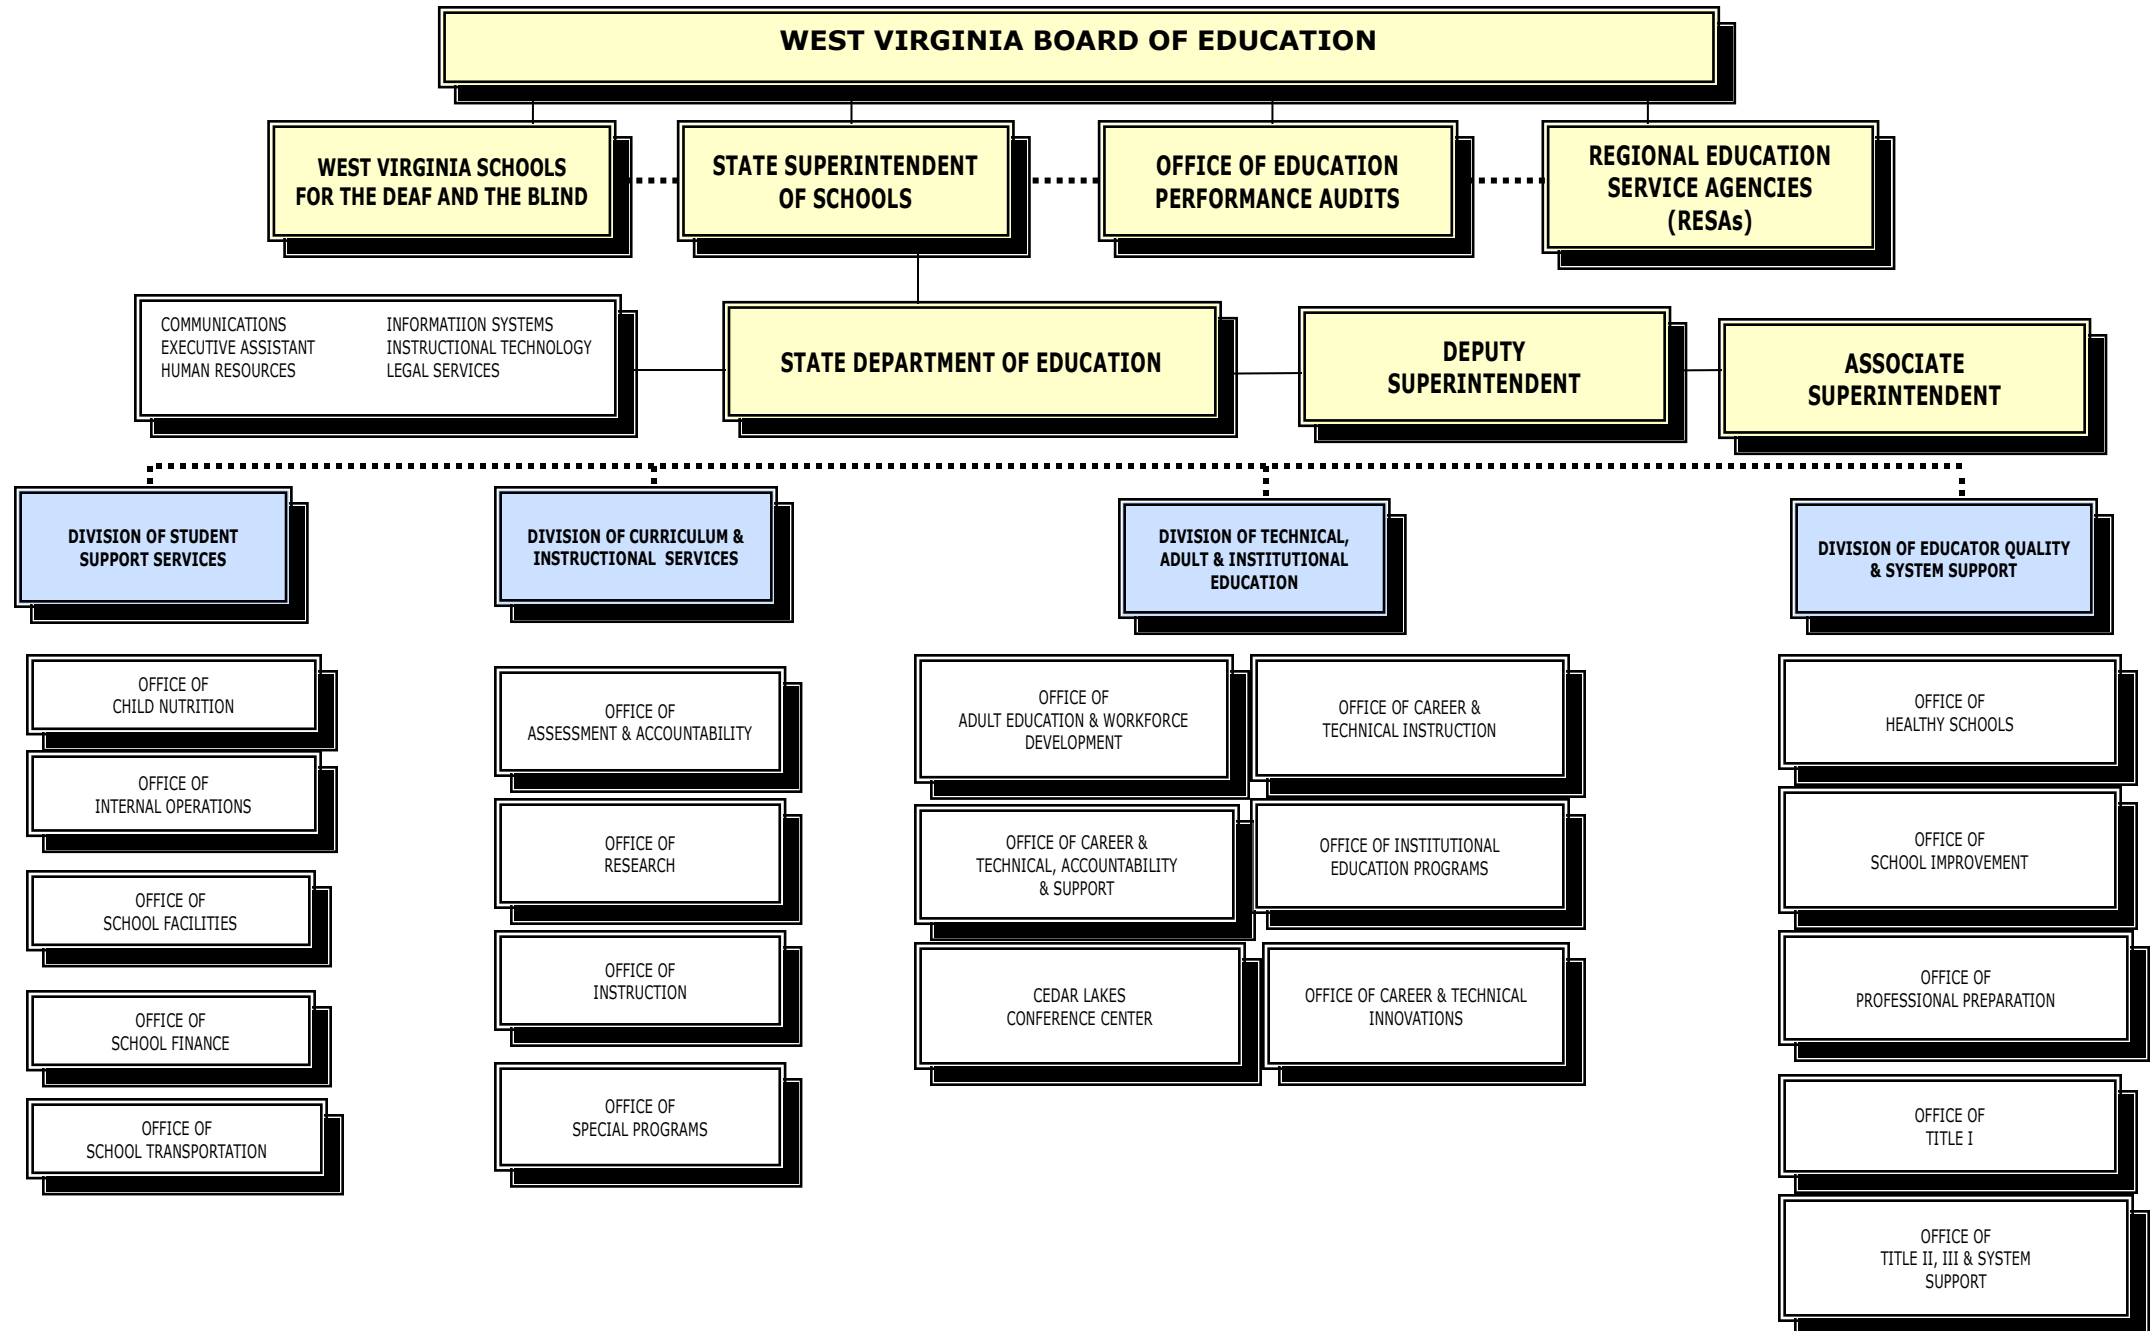 WEST VIRGINIA BOARD OF EDUCATION
WEST VIRGINIA SCHOOLS
FOR THE DEAF AND THE BLIND
STATE SUPERINTENDENT
OF SCHOOLS
OFFICE OF EDUCATION
PERFORMANCE AUDITS
REGIONAL EDUCATION
SERVICE AGENCIES
(RESAs)
COMMUNICATIONS
EXECUTIVE ASSISTANT
HUMAN RESOURCES
INFORMATIION SYSTEMS
INSTRUCTIONAL TECHNOLOGY
LEGAL SERVICES
STATE DEPARTMENT OF EDUCATION
DEPUTY
SUPERINTENDENT
ASSOCIATE
SUPERINTENDENT
DIVISION OF STUDENT
SUPPORT SERVICES
OFFICE OF
CHILD NUTRITION
OFFICE OF
INTERNAL OPERATIONS
OFFICE OF
SCHOOL FACILITIES
OFFICE OF
SCHOOL FINANCE
OFFICE OF
SCHOOL TRANSPORTATION
DIVISION OF CURRICULUM &
INSTRUCTIONAL SERVICES
OFFICE OF
ASSESSMENT & ACCOUNTABILITY
OFFICE OF
RESEARCH
OFFICE OF
INSTRUCTION
OFFICE OF
SPECIAL PROGRAMS
DIVISION OF TECHNICAL,
ADULT & INSTITUTIONAL
EDUCATION
OFFICE OF
ADULT EDUCATION & WORKFORCE
DEVELOPMENT
OFFICE OF CAREER &
TECHNICAL INSTRUCTION
OFFICE OF CAREER &
TECHNICAL, ACCOUNTABILITY
& SUPPORT
OFFICE OF INSTITUTIONAL
EDUCATION PROGRAMS
CEDAR LAKES
CONFERENCE CENTER
OFFICE OF CAREER & TECHNICAL
INNOVATIONS
DIVISION OF EDUCATOR QUALITY
& SYSTEM SUPPORT
OFFICE OF
HEALTHY SCHOOLS
OFFICE OF
SCHOOL IMPROVEMENT
OFFICE OF
PROFESSIONAL PREPARATION
OFFICE OF
TITLE I
OFFICE OF
TITLE II, III & SYSTEM
SUPPORT